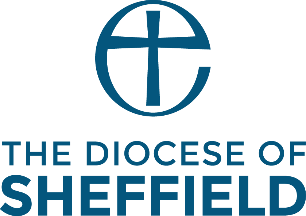 THE DIOCESE OF
SHEFFIELD